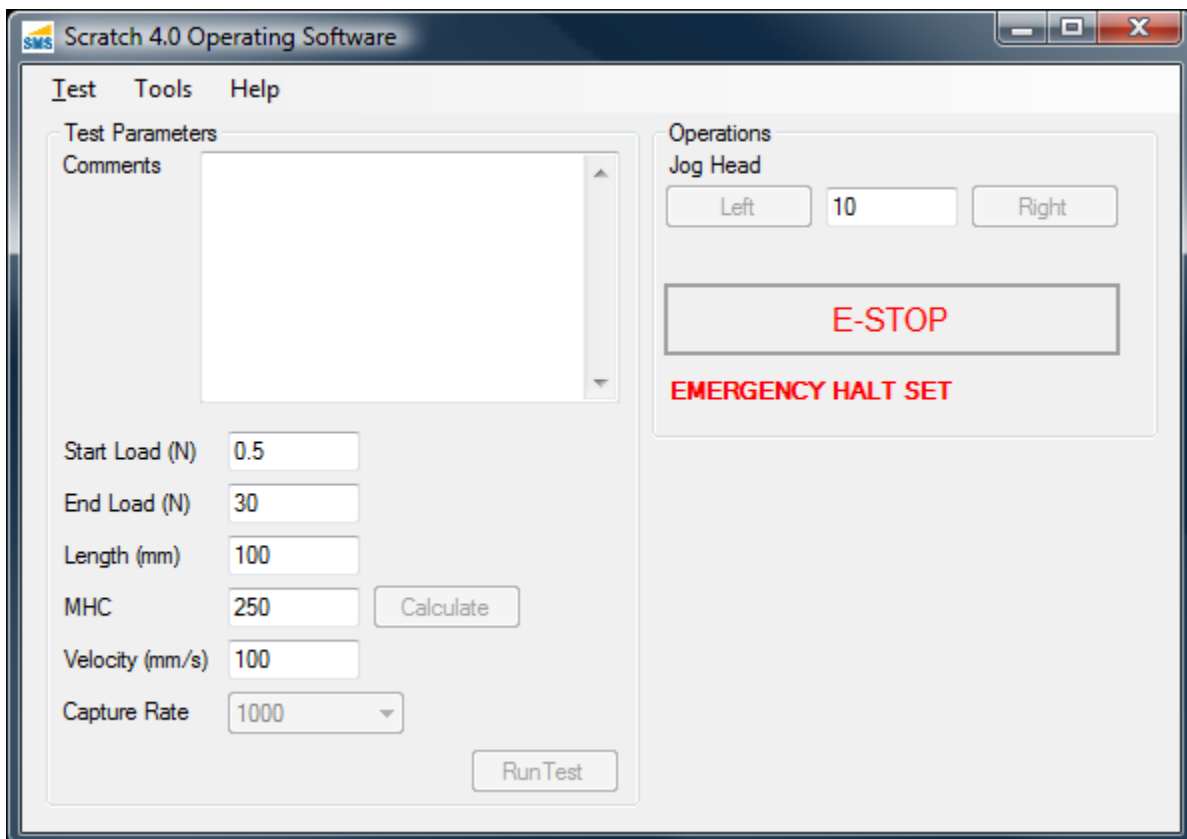 SMS Scratch 4.0 Operating Software
Test Tools Help
Test Parameters
Comments
Start Load (N) 0.5
End Load (N) 30
Length (mm) 100
MHC 250 Calculate
Velocity (mm/s) 100
Capture Rate 1000
RunTest
Operations
Jog Head
Left 10 Right
E-STOP
EMERGENCY HALT SET